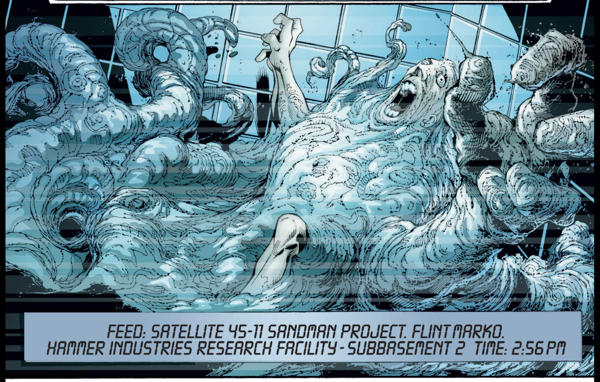 FEED: SATELLITE 45-11 SANDMAN PROJECT. FLINT MARKO.
HAMMER INDUSTRIES RESEARCH FACILITY - SUBBASEMENT 2 TIME: 2:56 PM